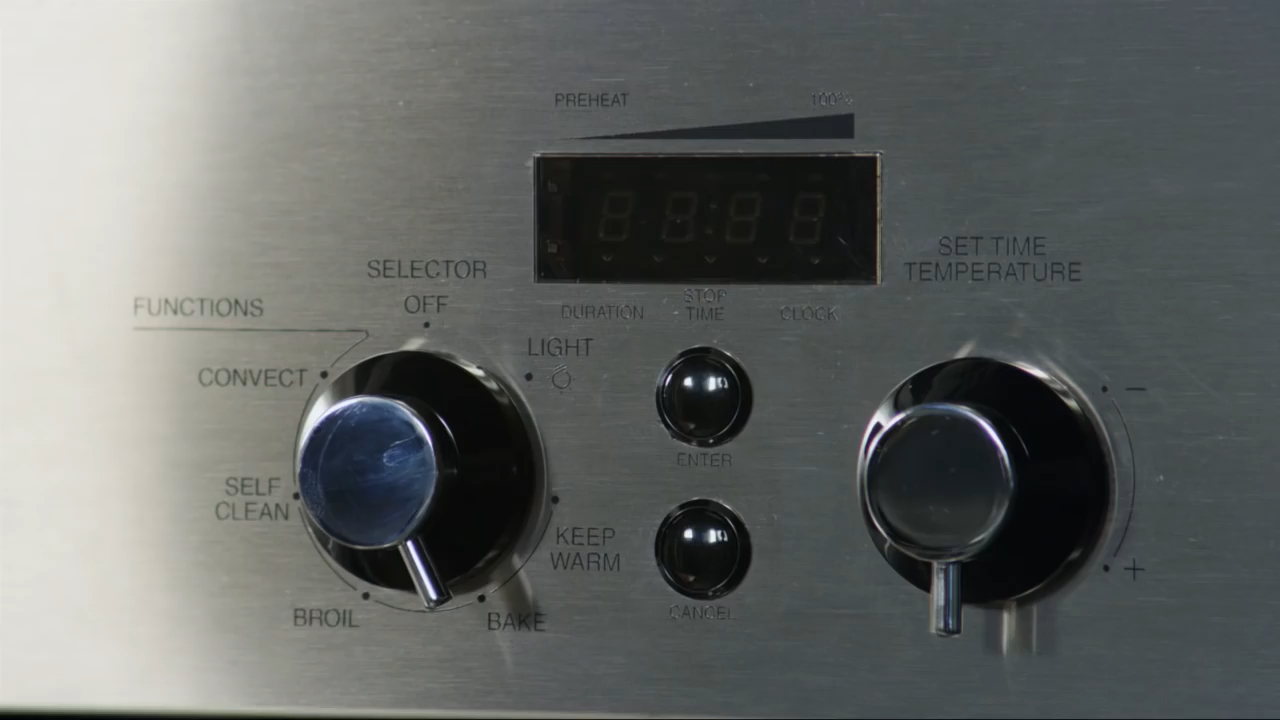 PREHEAT 100%
SET TIME
TEMPERATURE
SELECTOR
OFF
FUNCTIONS
DURATION
STOP
TIME
CLOCK
LIGHT
CONVECT
ENTER
SELF
CLEAN
KEEP
WARM
BROIL
BAKE
CANCEL
- 
+